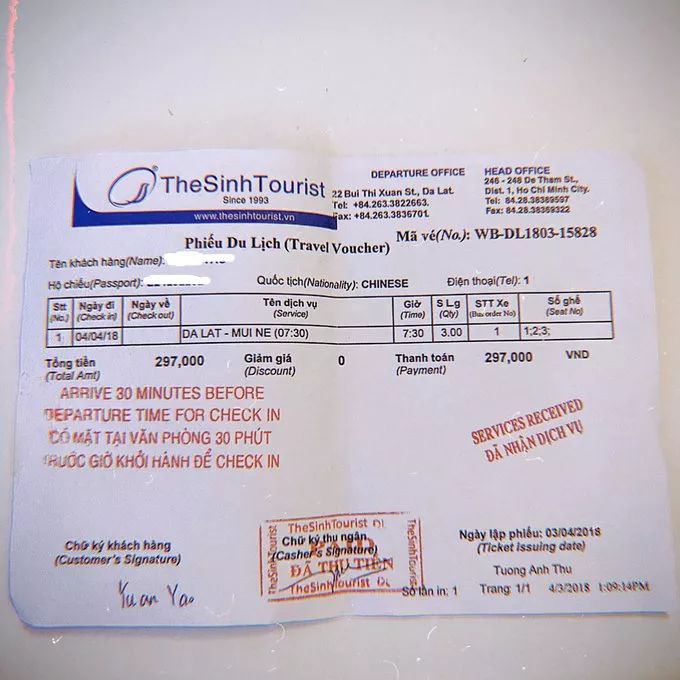 TheSinhTourist
Since 1993
www.thesinhtourist.vn
DEPARTURE OFFICE
22 Bui Thi Xuan St., Da Lat.
Tel: +84.263.3822663.
Fax: +84.263.3836701.
HEAD OFFICE
246 - 248 De Tham St.,
Dist. 1, Ho Chi Minh City.
Tel: 84.28.38389597
Fax: 84.28.38369322
Phiếu Du Lịch (Travel Voucher)
Mã vé(No.): WB-DL1803-15828
Tên khách hàng(Name):
Hộ chiếu(Passport):
Quốc tịch(Nationality): CHINESE
Điện thoại(Tel): 1
Stt (No.) Ngày đi (Check in) Ngày về (Check out) Tên dịch vụ (Service) Giờ (Time) S Lg (Qty) STT Xe (Bus order No) Số ghế (Seat No)
1 04/04/18 DA LAT - MUI NE (07:30) 7:30 3.00 1 1;2;3;
Tổng tiền 297,000 Giảm giá 0 Thanh toán 297,000 VND
(Total Amt) (Discount) (Payment)
ARRIVE 30 MINUTES BEFORE
DEPARTURE TIME FOR CHECK IN
CÓ MẶT TẠI VĂN PHÒNG 30 PHÚT
TRƯỚC GIỜ KHỞI HÀNH ĐỂ CHECK IN
SERVICES RECEIVED
ĐÃ NHẬN DỊCH VỤ
Chữ ký khách hàng
(Customer's Signature)
Yuan Yao
TheSinhTourist DL
TheSinhTourist
Chữ ký thu ngân
PAID
(Casher's Signature)
ĐÃ THU TIỀN
TheSinhTourist DL
TheSinhTourist
Số lần in: 1
Ngày lập phiếu: 03/04/2018
(Ticket issuing date)
Tuong Anh Thu
Trang: 1/1 4/3/2018 1:09:14PM